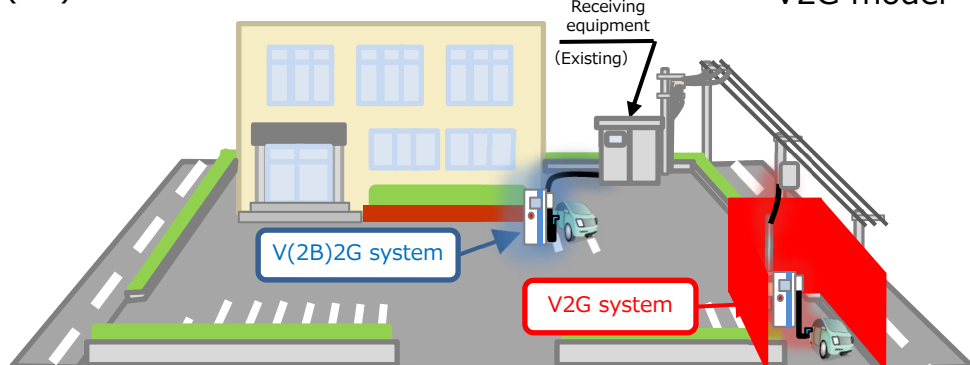 Receiving
equipment
(Existing)
V(2B)2G system
V2G system